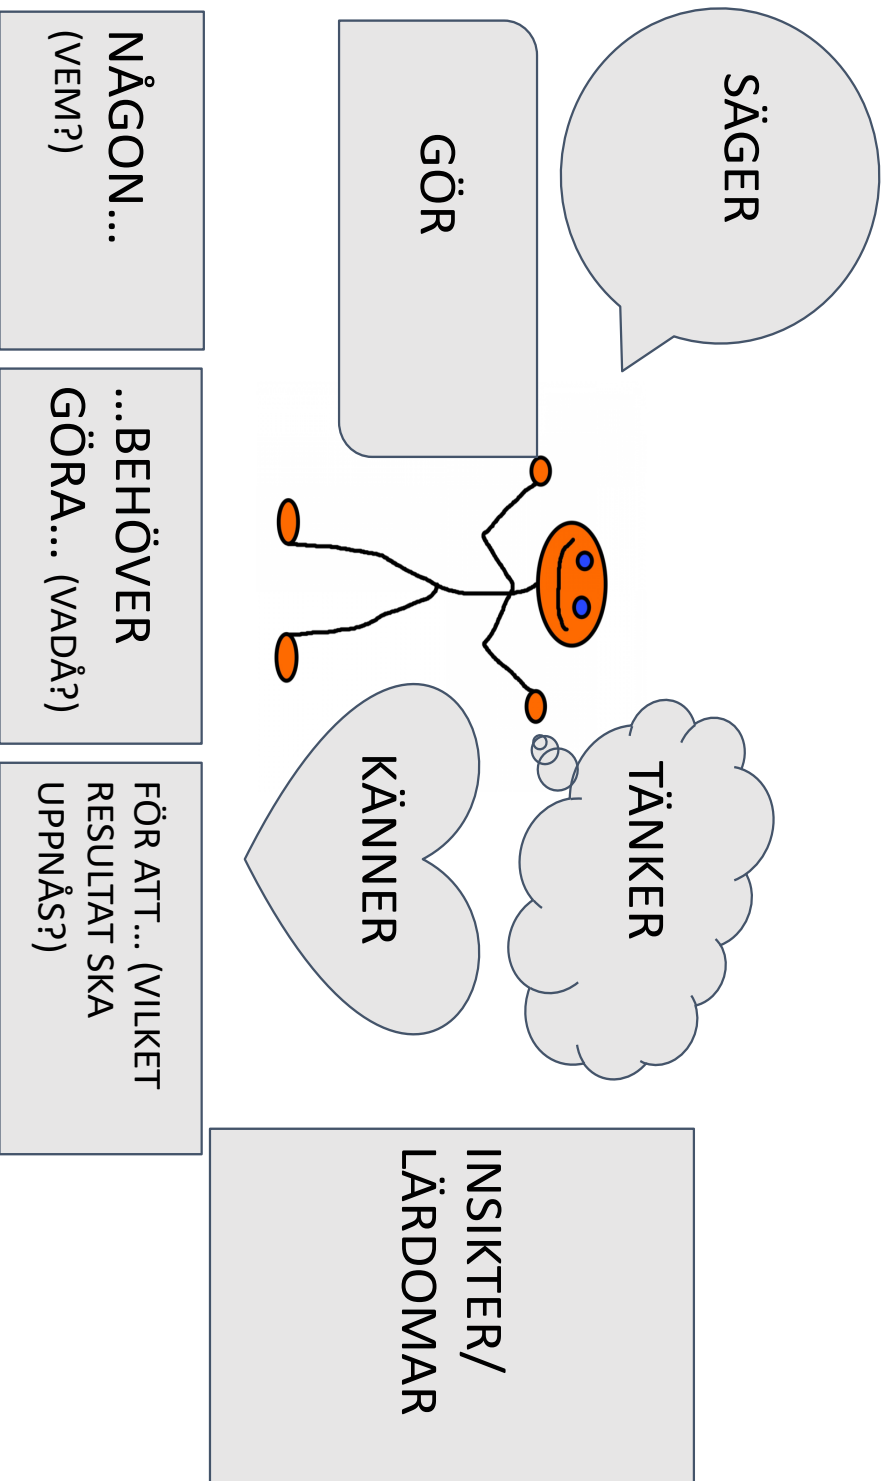 SÄGER
TÄNKER
GÖR
KÄNNER
INSIKTER/
LÄRDOMAR
NÅGON...
(VEM?)
...BEHÖVER
GÖRA... (VADÅ?)
FÖR ATT... (VILKET
RESULTAT SKA
UPPNÅS?)